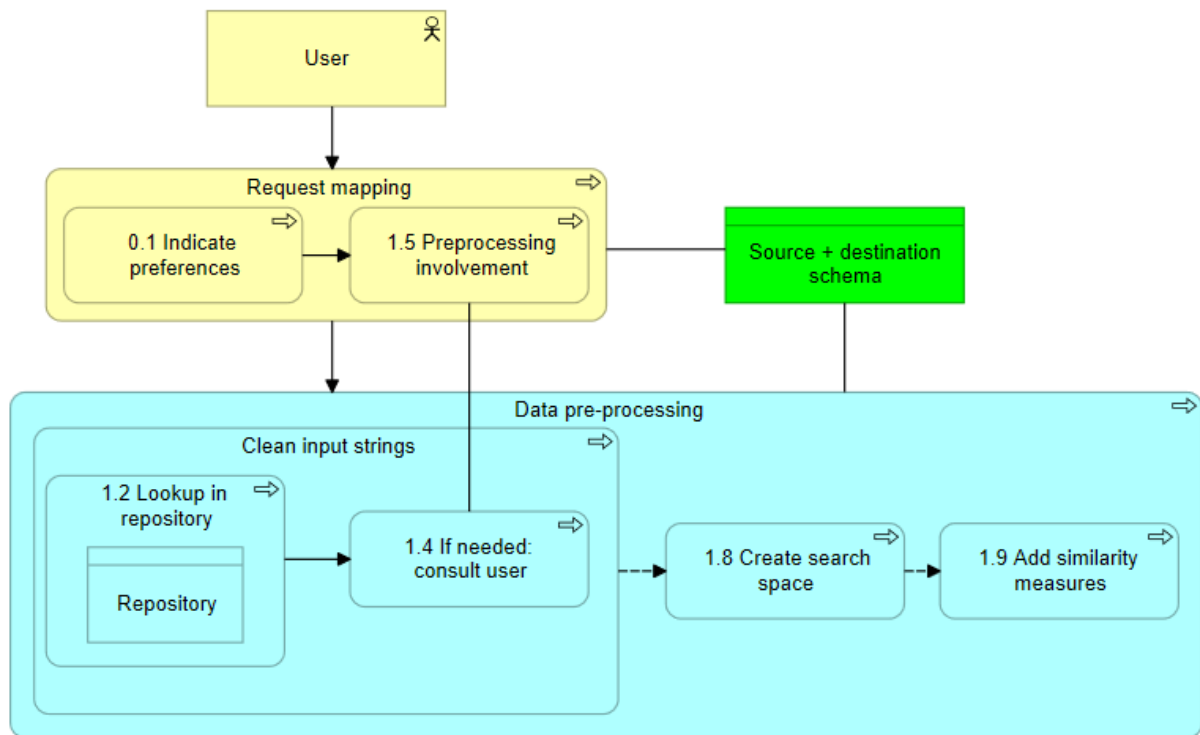 User
Request mapping
0.1 Indicate
preferences
1.5 Preprocessing
involvement
Source + destination
schema
Data pre-processing
Clean input strings
1.2 Lookup in
repository
Repository
1.4 If needed:
consult user
1.8 Create search
space
1.9 Add similarity
measures